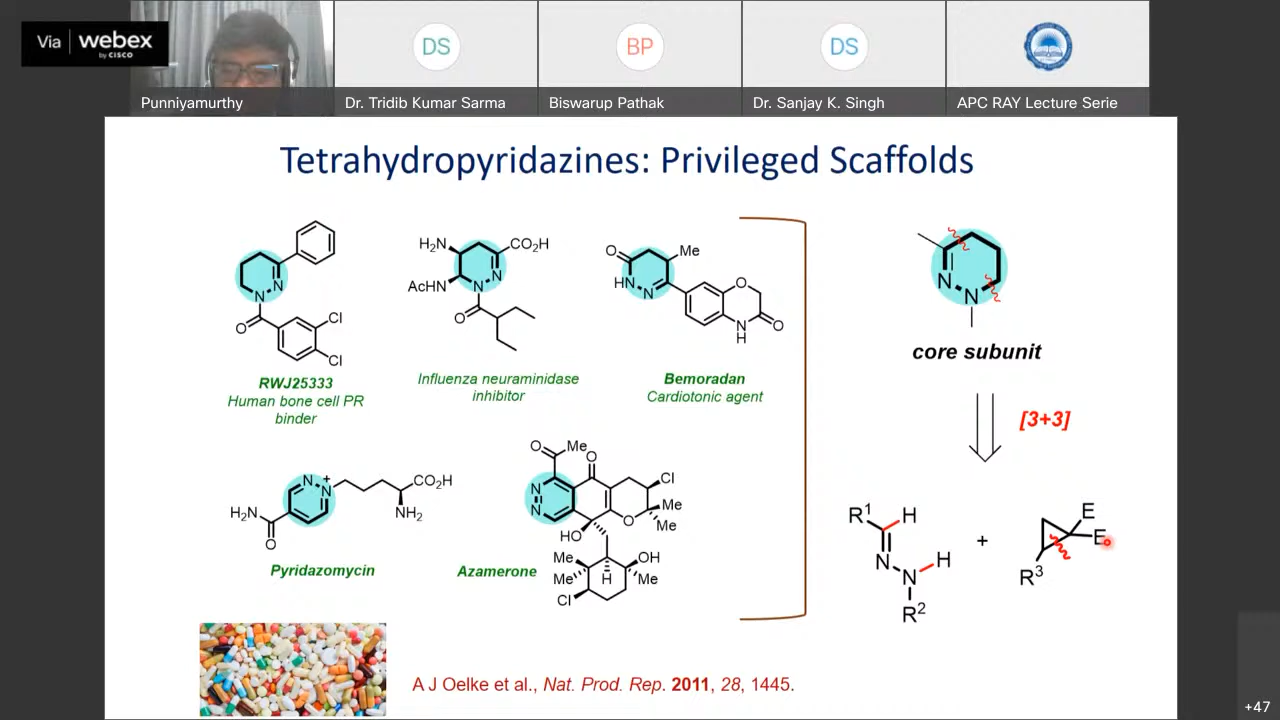 Via webex
by CISCO
DS
BP
DS
Punniyamurthy
Dr. Tridib Kumar Sarma
Biswarup Pathak
Dr. Sanjay K. Singh
APC RAY Lecture Serie
Tetrahydropyridazines: Privileged Scaffolds
N
N
O
Cl
Cl
RWJ25333
Human bone cell PR
binder
H₂N
CO₂H
AcHN
N
N
O
Influenza neuraminidase
inhibitor
O
Me
HN
N
O
N
H
O
Bemoradan
Cardiotonic agent
N
N
core subunit
[3+3]
N
N
+
CO₂H
NH₂
H₂N
O
Pyridazomycin
O
Me
O
N
N
Cl
Me
Me
O
HO
Me
Me
H
OH
Me
Cl
Azamerone
R¹
H
N
N
H
R²
+
E
E
R³
A J Oelke et al., Nat. Prod. Rep. 2011, 28, 1445.
+47